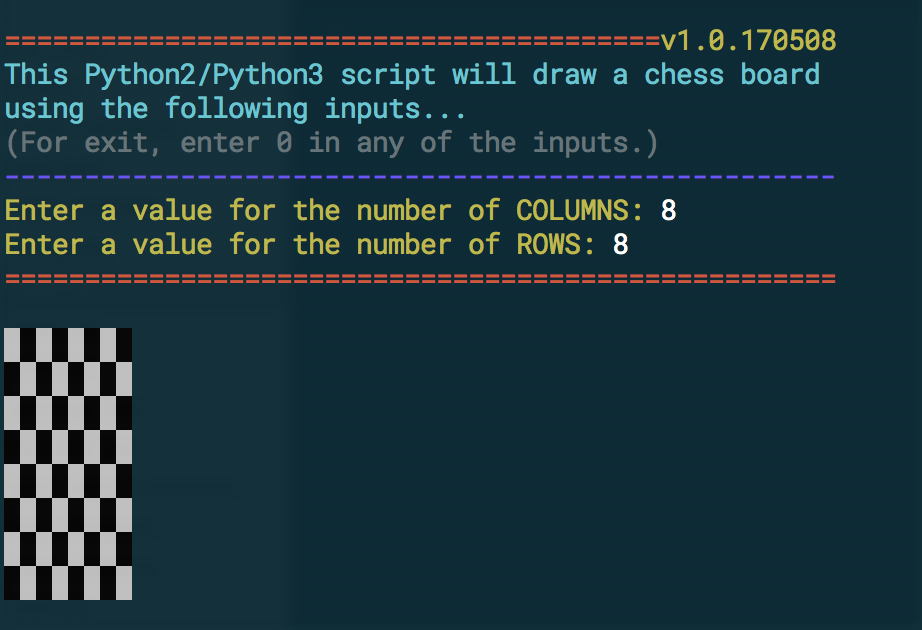 =========================================v1.0.170508
This Python2/Python3 script will draw a chess board
using the following inputs...
(For exit, enter 0 in any of the inputs.)
----------------------------------------------------
Enter a value for the number of COLUMNS: 8
Enter a value for the number of ROWS: 8
====================================================